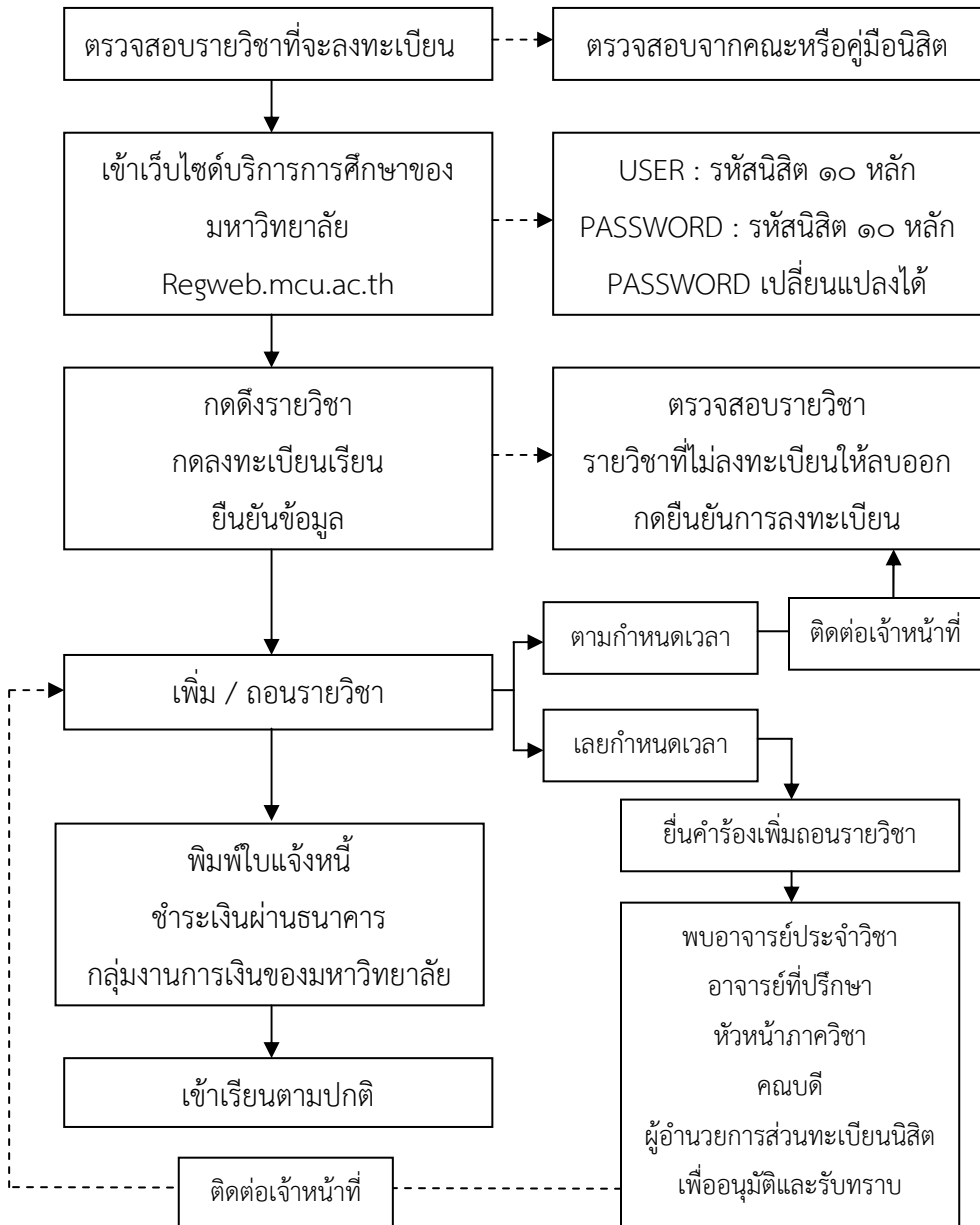 ตรวจสอบรายวิชาที่จะลงทะเบียน
ตรวจสอบจากคณะหรือคู่มือนิสิต
เข้าเว็บไซด์บริการการศึกษาของ
มหาวิทยาลัย
Regweb.mcu.ac.th
USER : รหัสนิสิต ๑๐ หลัก
PASSWORD : รหัสนิสิต ๑๐ หลัก
PASSWORD เปลี่ยนแปลงได้
กดดึงรายวิชา
กดลงทะเบียนเรียน
ยืนยันข้อมูล
ตรวจสอบรายวิชา
รายวิชาที่ไม่ลงทะเบียนให้ลบออก
กดยืนยันการลงทะเบียน
ตามกำหนดเวลา
ติดต่อเจ้าหน้าที่
เพิ่ม / ถอนรายวิชา
เลยกำหนดเวลา
ยื่นคำร้องเพิ่มถอนรายวิชา
พิมพ์ใบแจ้งหนี้
ชำระเงินผ่านธนาคาร
กลุ่มงานการเงินของมหาวิทยาลัย
พบอาจารย์ประจำวิชา
อาจารย์ที่ปรึกษา
หัวหน้าภาควิชา
คณบดี
ผู้อำนวยการส่วนทะเบียนนิสิต
เพื่ออนุมัติและรับทราบ
เข้าเรียนตามปกติ
ติดต่อเจ้าหน้าที่